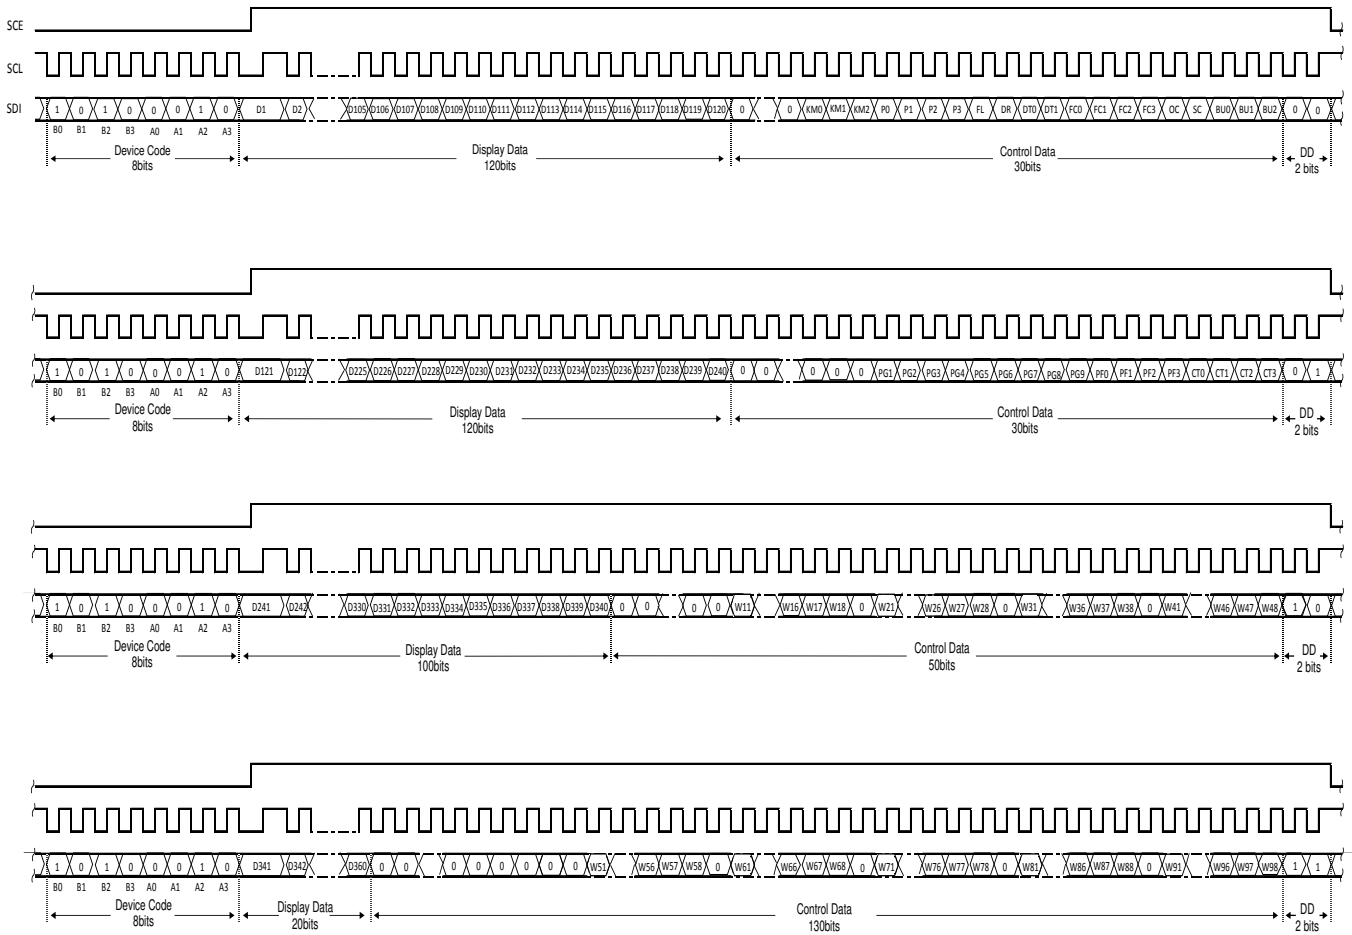 SCE
SCL
SDI 1 0 1 0 0 0 1 0 D1 D2 D105 D106 D107 D108 D109 D110 D111 D112 D113 D114 D115 D116 D117 D118 D119 D120 0 0 KM0 KM1 KM2 P0 P1 P2 P3 FL DR DT0 DT1 FC0 FC1 FC2 FC3 OC SC BU0 BU1 BU2 0 0
B0 B1 B2 B3 A0 A1 A2 A3
Device Code Display Data Control Data DD
8bits 120bits 30bits 2 bits
1 0 1 0 0 0 1 0 D121 D122 D225 D226 D227 D228 D229 D230 D231 D232 D233 D234 D235 D236 D237 D238 D239 D240 0 0 0 0 0 PG1 PG2 PG3 PG4 PG5 PG6 PG7 PG8 PG9 PF0 PF1 PF2 PF3 CT0 CT1 CT2 CT3 0 1
B0 B1 B2 B3 A0 A1 A2 A3
Device Code Display Data Control Data DD
8bits 120bits 30bits 2 bits
1 0 1 0 0 0 1 0 D241 D242 D330 D331 D332 D333 D334 D335 D336 D337 D338 D339 D340 0 0 0 0 W11 W16 W17 W18 0 W21 W26 W27 W28 0 W31 W36 W37 W38 0 W41 W46 W47 W48 1 0
B0 B1 B2 B3 A0 A1 A2 A3
Device Code Display Data Control Data DD
8bits 100bits 50bits 2 bits
1 0 1 0 0 0 1 0 D341 D342 D360 0 0 0 0 0 0 0 0 W51 W56 W57 W58 0 W61 W66 W67 W68 0 W71 W76 W77 W78 0 W81 W86 W87 W88 0 W91 W96 W97 W98 1 1
B0 B1 B2 B3 A0 A1 A2 A3
Device Code Display Data Control Data DD
8bits 20bits 130bits 2 bits